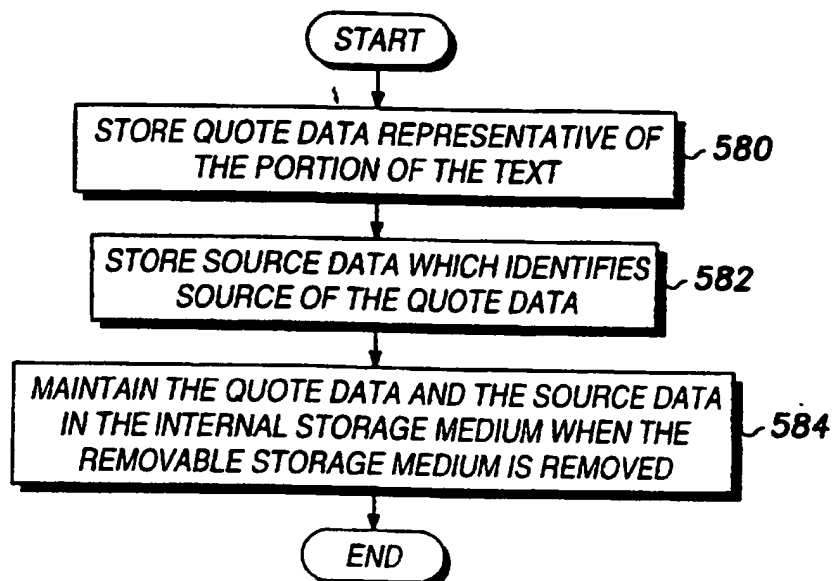 START
STORE QUOTE DATA REPRESENTATIVE OF
THE PORTION OF THE TEXT
580
STORE SOURCE DATA WHICH IDENTIFIES
SOURCE OF THE QUOTE DATA
582
MAINTAIN THE QUOTE DATA AND THE SOURCE DATA
IN THE INTERNAL STORAGE MEDIUM WHEN THE
REMOVABLE STORAGE MEDIUM IS REMOVED
584
END